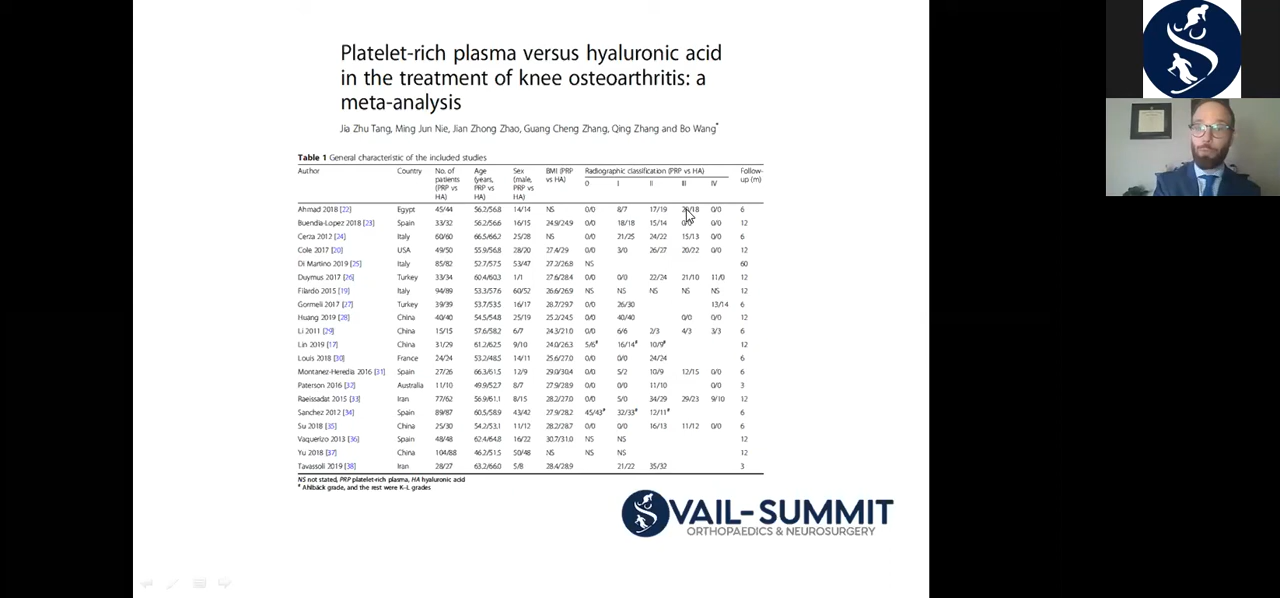 Platelet-rich plasma versus hyaluronic acid
in the treatment of knee osteoarthritis: a
meta-analysis
Jia Zhu Tang, Ming Jun Nie, Jian Zhong Zhao, Guang Cheng Zhang, Qing Zhang and Bo Wang*
Table 1 General characteristic of the included studies
Author Country No. of patients (PRP vs HA) Age (years, PRP vs HA) Sex (male, PRP vs HA) BMI (PRP vs HA) Radiographic classification (PRP vs HA) Follow-up (m)
0 I II III IV
Ahmad 2018 [22] Egypt 45/44 56.2/56.8 14/14 NS 0/0 8/7 17/19 0/0 6
Buendia-Lopez 2018 [23] Spain 33/32 56.2/56.6 16/15 24.9/24.9 0/0 18/18 15/14 0/0 12
Cerza 2012 [24] Italy 60/60 66.5/66.2 25/28 NS 0/0 21/25 24/22 15/13 0/0 6
Cole 2017 [20] USA 49/50 55.9/56.8 28/20 27.4/29 0/0 3/0 26/27 20/22 0/0 12
Di Martino 2019 [25] Italy 85/82 52.7/57.5 53/47 27.2/26.8 NS 60
Duymus 2017 [26] Turkey 33/34 60.4/60.3 1/1 27.6/28.4 0/0 0/0 22/24 21/10 11/0 12
Filardo 2015 [19] Italy 94/89 53.3/57.6 60/52 26.6/26.9 NS NS NS NS NS 12
Gormeli 2017 [27] Turkey 39/39 53.7/53.5 16/17 28.7/29.7 0/0 26/30 13/14 6
Huang 2019 [28] China 40/40 54.5/54.8 25/19 25.2/24.5 0/0 40/40 0/0 0/0 12
Li 2011 [29] China 15/15 57.6/58.2 6/7 24.3/21.0 0/0 6/6 2/3 4/3 3/3 6
Lin 2019 [17] China 31/29 61.2/62.5 9/10 24.0/26.3 5/6# 16/14# 10/9# 12
Louis 2018 [30] France 24/24 53.2/48.5 14/11 25.6/27.0 0/0 0/0 24/24 6
Montanez-Heredia 2016 [31] Spain 27/26 66.3/61.5 12/9 29.0/30.4 0/0 5/2 10/9 12/15 0/0 6
Paterson 2016 [32] Australia 11/10 49.9/52.7 8/7 27.9/28.9 0/0 0/0 11/10 0/0 3
Raeissadat 2015 [33] Iran 77/62 56.9/61.1 8/15 28.2/27.0 0/0 5/0 34/29 29/23 9/10 12
Sanchez 2012 [34] Spain 89/87 60.5/58.9 43/42 27.9/28.2 45/43# 32/33# 12/11# 6
Su 2018 [35] China 25/30 54.2/53.1 11/12 28.2/28.7 0/0 0/0 16/13 11/12 0/0 6
Vaquerizo 2013 [36] Spain 48/48 62.4/64.8 16/22 30.7/31.0 NS NS 12
Yu 2018 [37] China 104/88 46.2/51.5 50/48 NS NS NS 12
Tavassoli 2019 [38] Iran 28/27 63.2/66.0 5/8 28.4/28.9 21/22 35/32 3
NS not stated, PRP platelet-rich plasma, HA hyaluronic acid
# Ahlbäck grade, and the rest were K-L grades
VAIL-SUMMIT
ORTHOPAEDICS & NEUROSURGERY